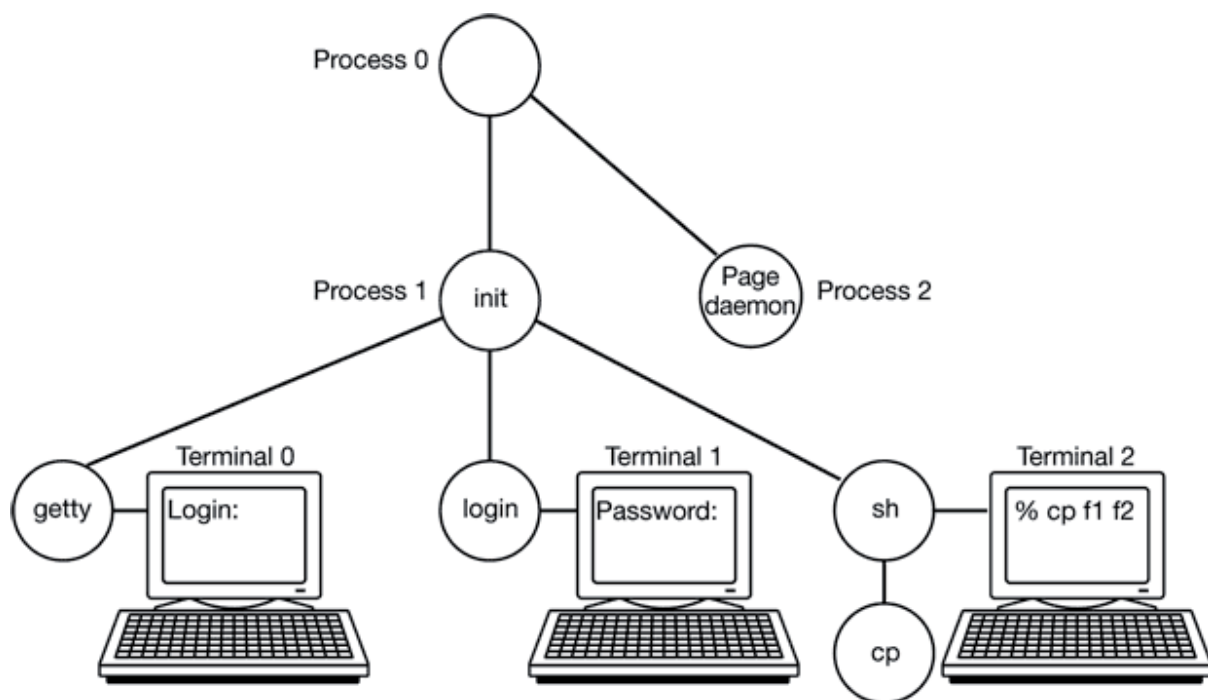 Process 0
Page
daemon
Process 1
init
Process 2
Terminal 0
Terminal 1
Terminal 2
getty
Login:
login
Password:
sh
% cp f1 f2
cp